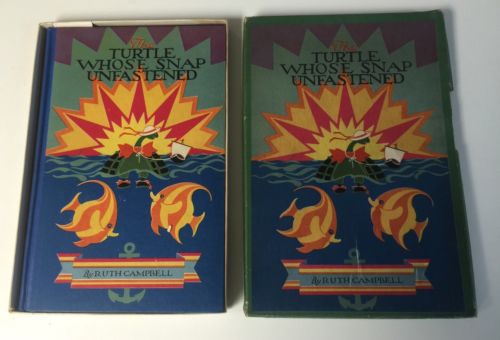 The
TURTLE
WHOSE SNAP
UNFASTENED
By RUTH CAMPBELL
The
TURTLE
WHOSE SNAP
UNFASTENED
By RUTH CAMPBELL